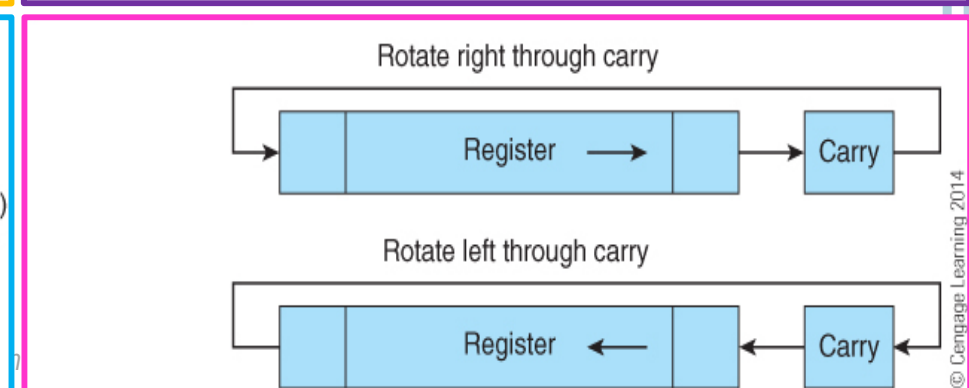 Rotate right through carry
Register
Carry
)
Rotate left through carry
Register
Carry
© Cengage Learning 2014